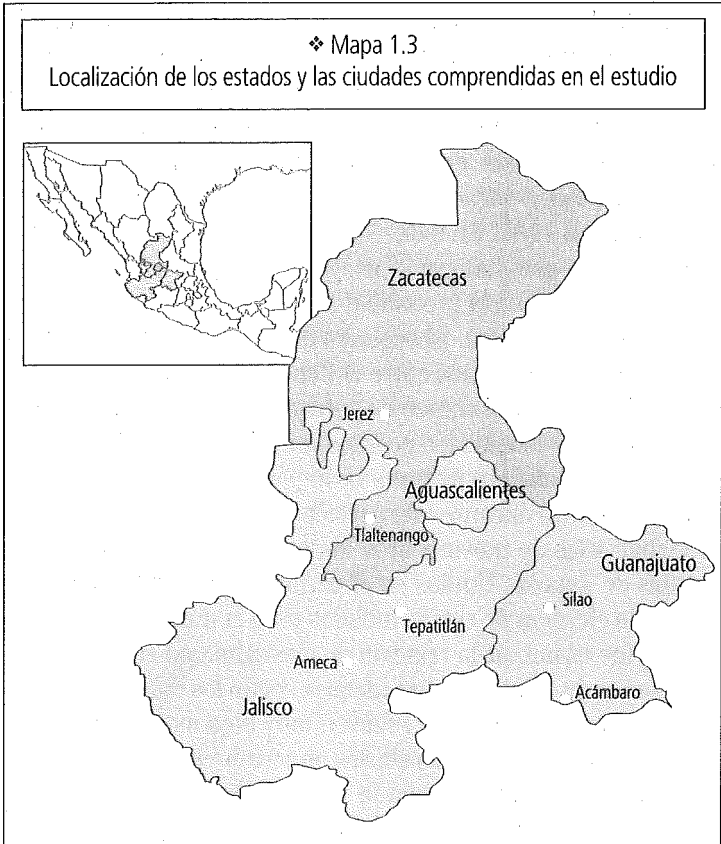 ❖ Mapa 1.3
Localización de los estados y las ciudades comprendidas en el estudio
Zacatecas
Jerez
Aguascalientes
Tlaltenango
Guanajuato
Silao
Tepatitlán
Ameca
Acámbaro
Jalisco